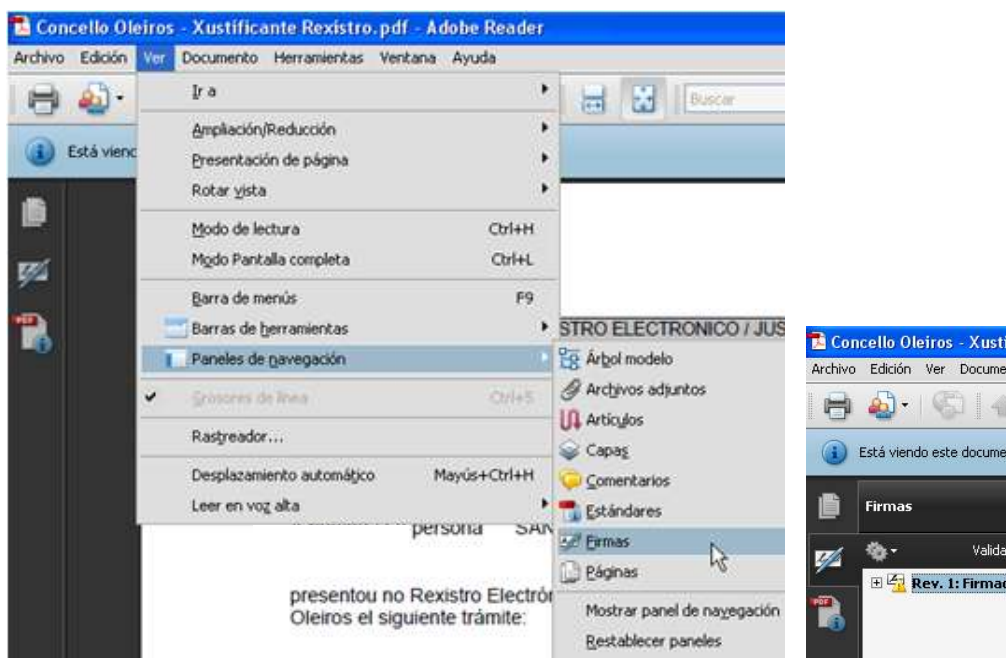 Concello Oleiros - Xustificante Rexistro.pdf - Adobe Reader
Archivo Edición Ver Documento Herramientas Ventana Ayuda
Buscar
Está viend
Ir a
Ampliación/Reducción
Presentación de página
Rotar vista
Modo de lectura Ctrl+H
Modo Pantalla completa Ctrl+L
Barra de menús F9
Barras de herramientas
Paneles de navegación
Grosores de línea Ctrl+5
Rastreador...
Desplazamiento automático Mayús+Ctrl+H
Leer en voz alta
STRO ELECTRONICO / JUS
Árbol modelo
Archivos adjuntos
Artículos
Capas
Comentarios
Estándares
Firmas
Páginas
Mostrar panel de navegación
Restablecer paneles
persona SAN
presentou no Rexistro Electrón
Oleiros el siguiente trámite:
Concello Oleiros - Xusti
Archivo Edición Ver Docume
Está viendo este docume
Firmas
Valida
Rev. 1: Firmad